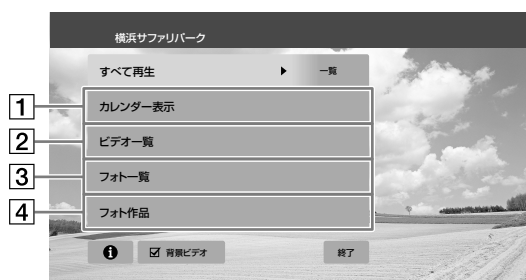 横浜サファリパーク
すべて再生 ▶ 一覧
1 カレンダー表示
2 ビデオ一覧
3 フォト一覧
4 フォト作品
i ☑ 背景ビデオ 終了